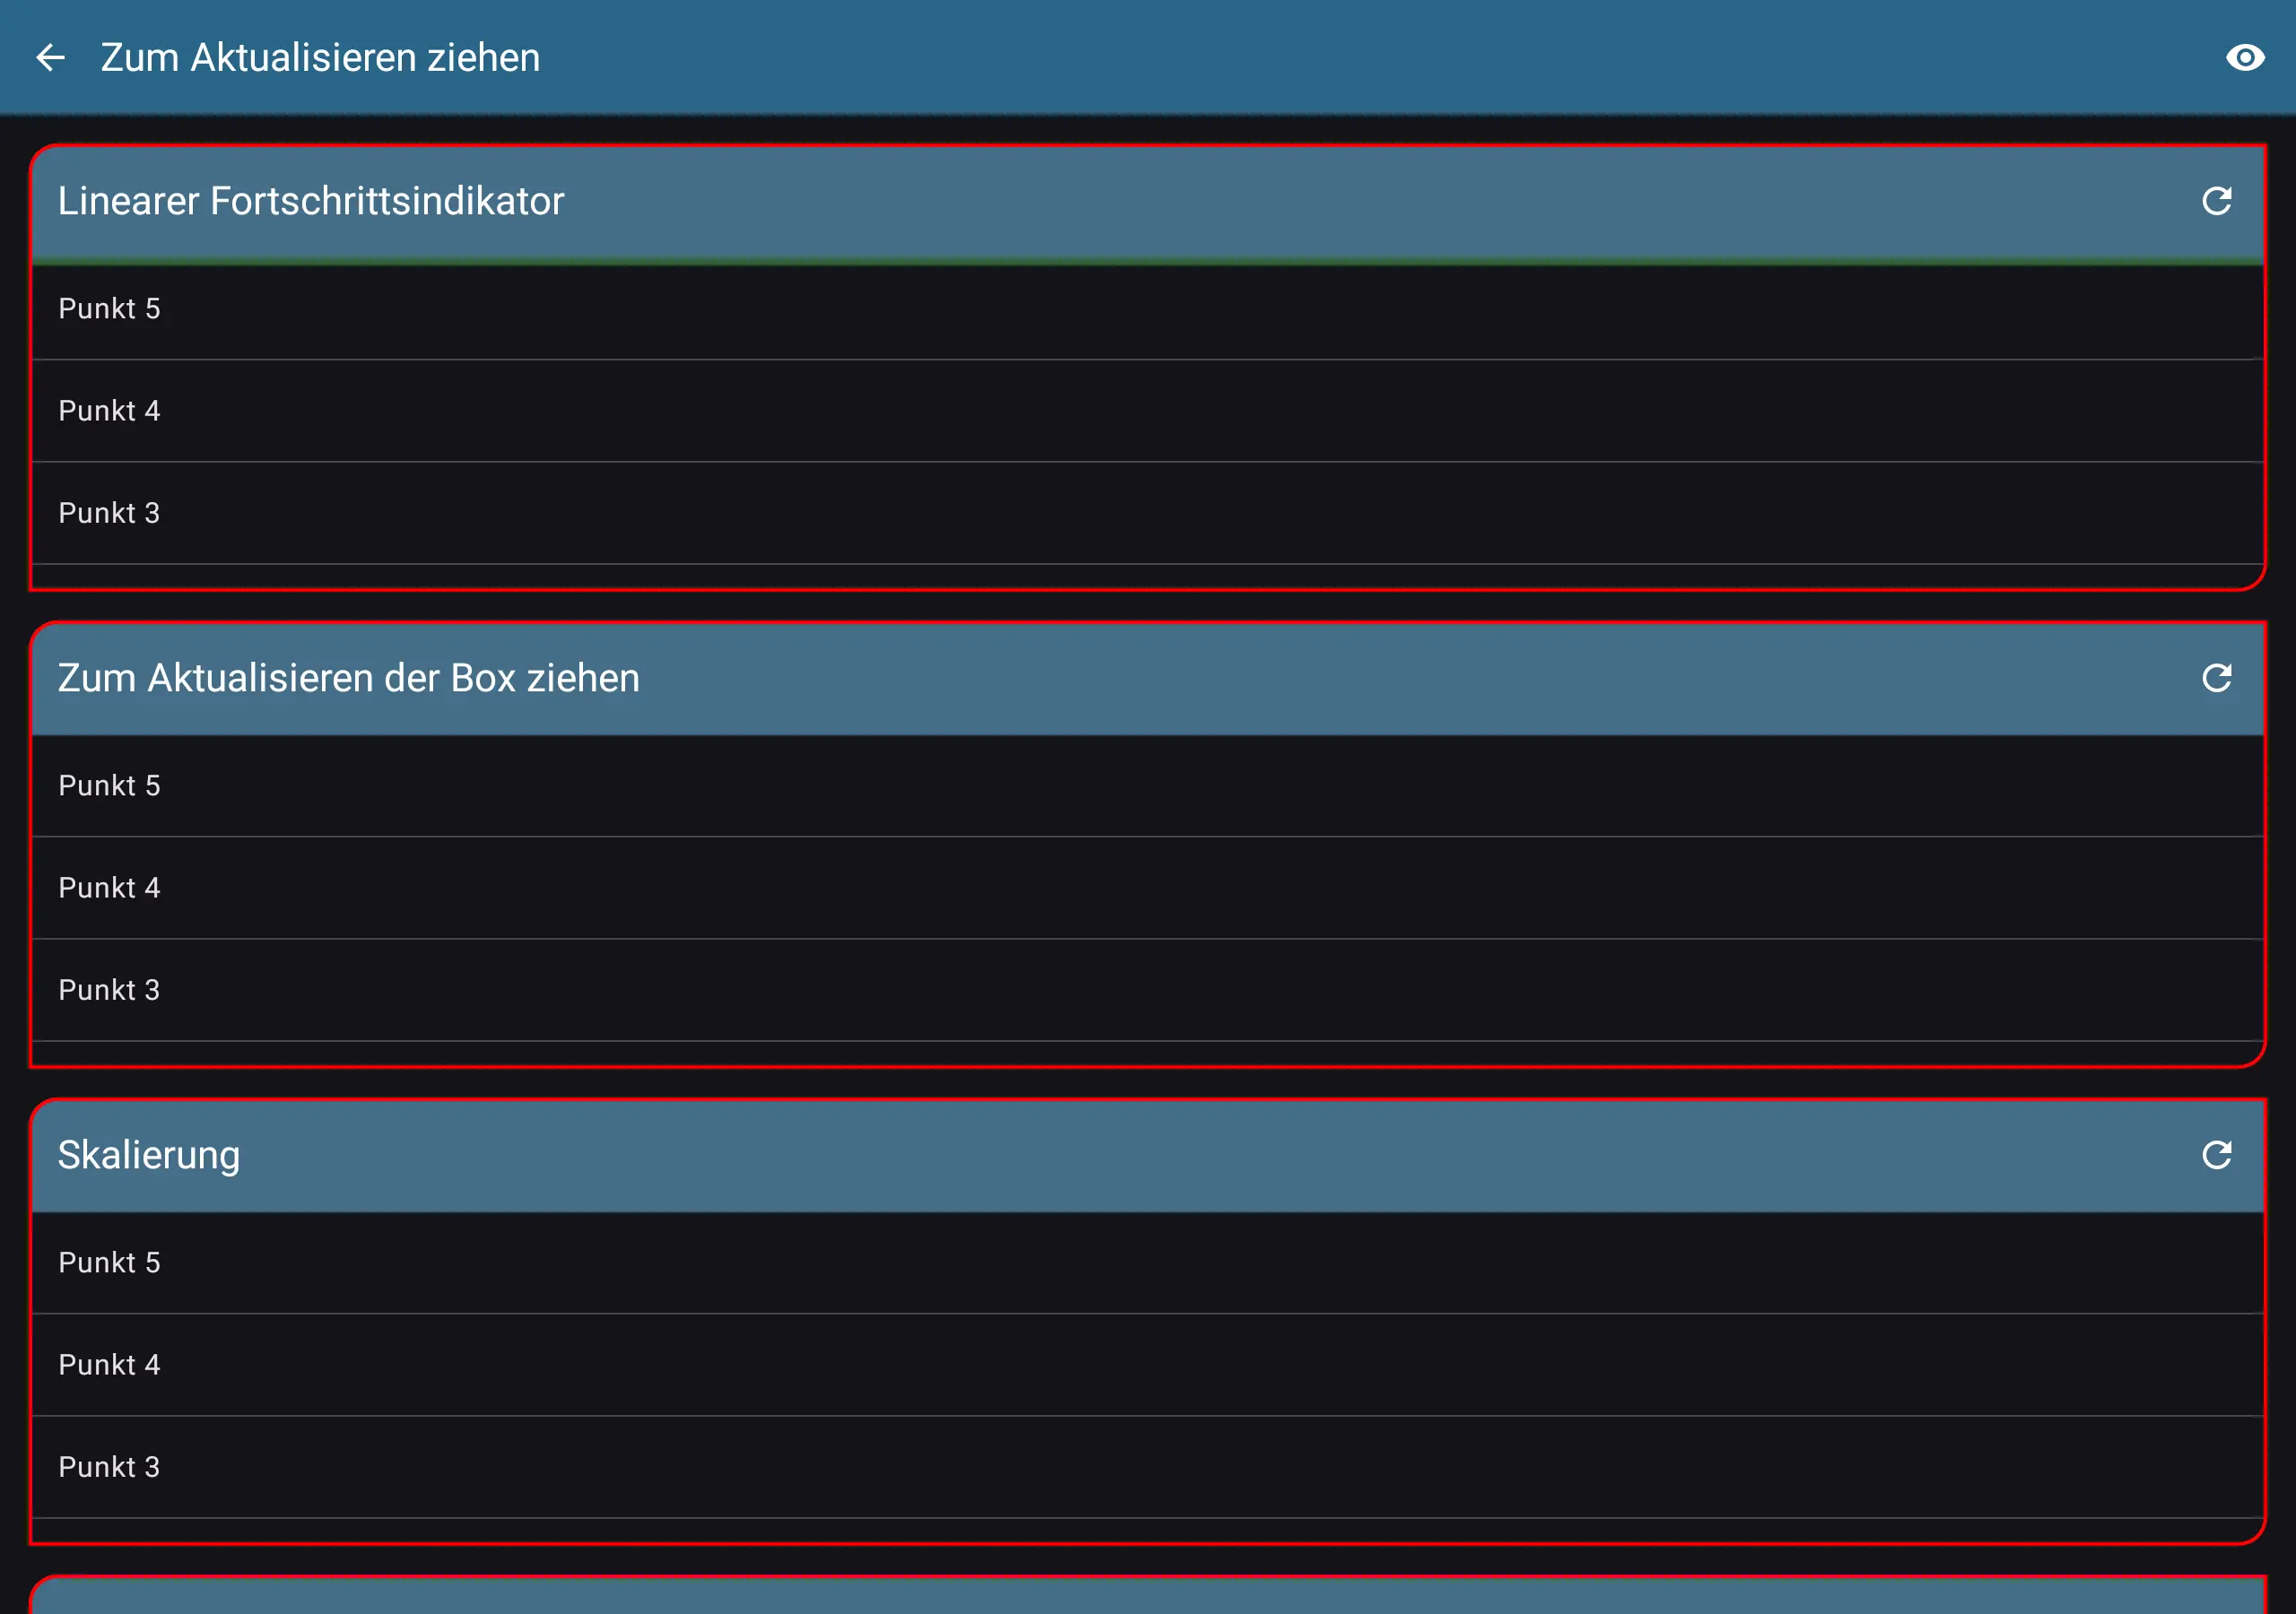 Zum Aktualisieren ziehen
Linearer Fortschrittsindikator
Punkt 5
Punkt 4
Punkt 3
Zum Aktualisieren der Box ziehen
Punkt 5
Punkt 4
Punkt 3
Skalierung
Punkt 5
Punkt 4
Punkt 3